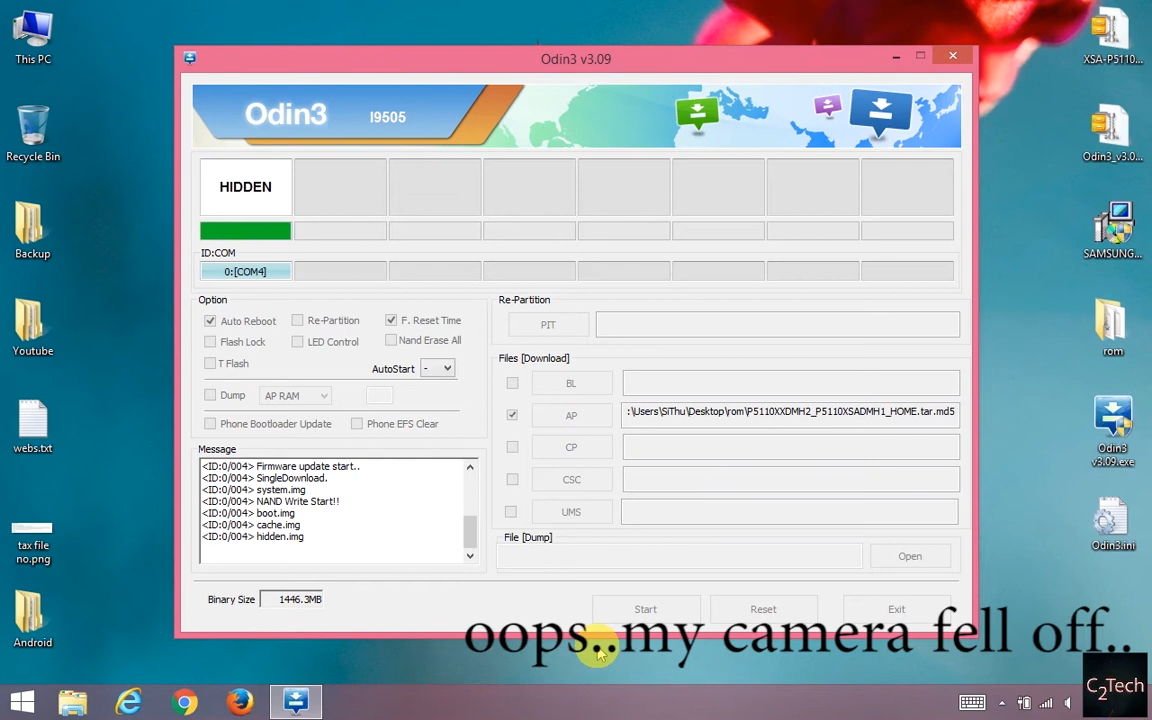 This PC
Recycle Bin
Backup
Youtube
webs.txt
tax file
no.png
Android
Odin3 v3.09
Odin3 I9505
HIDDEN
ID:COM
0:[COM4]
Option
Auto Reboot
Re-Partition
F. Reset Time
Flash Lock
LED Control
Nand Erase All
T Flash
AutoStart -
Dump
AP RAM
Phone Bootloader Update
Phone EFS Clear
Message
<ID:0/004> Firmware update start..
<ID:0/004> SingleDownload.
<ID:0/004> system.img
<ID:0/004> NAND Write Start!!
<ID:0/004> boot.img
<ID:0/004> cache.img
<ID:0/004> hidden.img
Binary Size 1446.3MB
Re-Partition
PIT
Files [Download]
BL
AP :\Users\SiThu\Desktop\rom\P5110XXDMH2_P5110XSADMH1_HOME.tar.md5
CP
CSC
UMS
File [Dump]
Open
Start
Reset
Exit
XSA-P5110...
Odin3_v3.0...
SAMSUNG...
rom
Odin3
v3.09.exe
Odin3.ini
oops..my camera fell off..
C2Tech